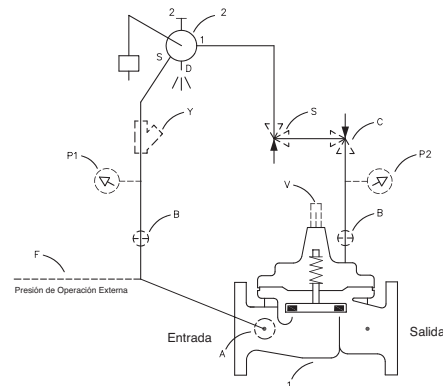 2 2
1
S
D
Y
S
C
P1
P2
V
B
B
F
Presión de Operación Externa
Entrada
Salida
A
1